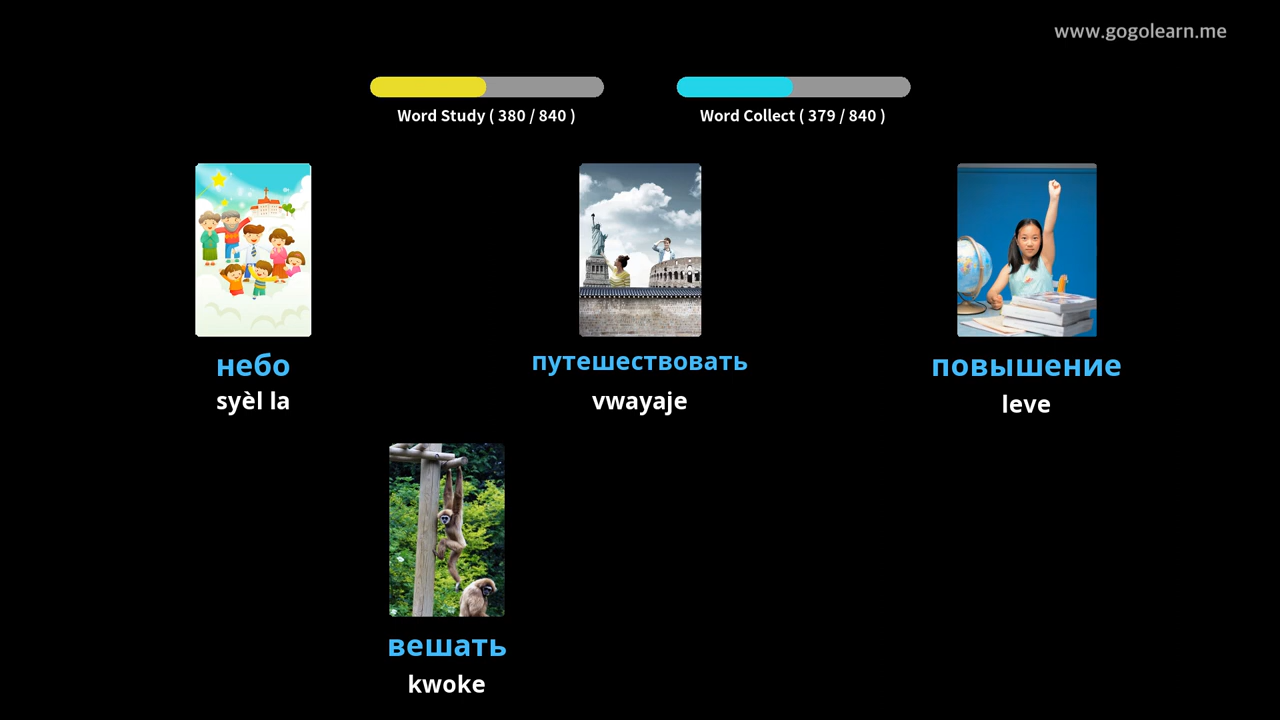 www.gogolearn.me
Word Study ( 380 / 840 )
Word Collect ( 379 / 840 )
небо
syèl la
путешествовать
vwayaje
повышение
leve
вешать
kwoke